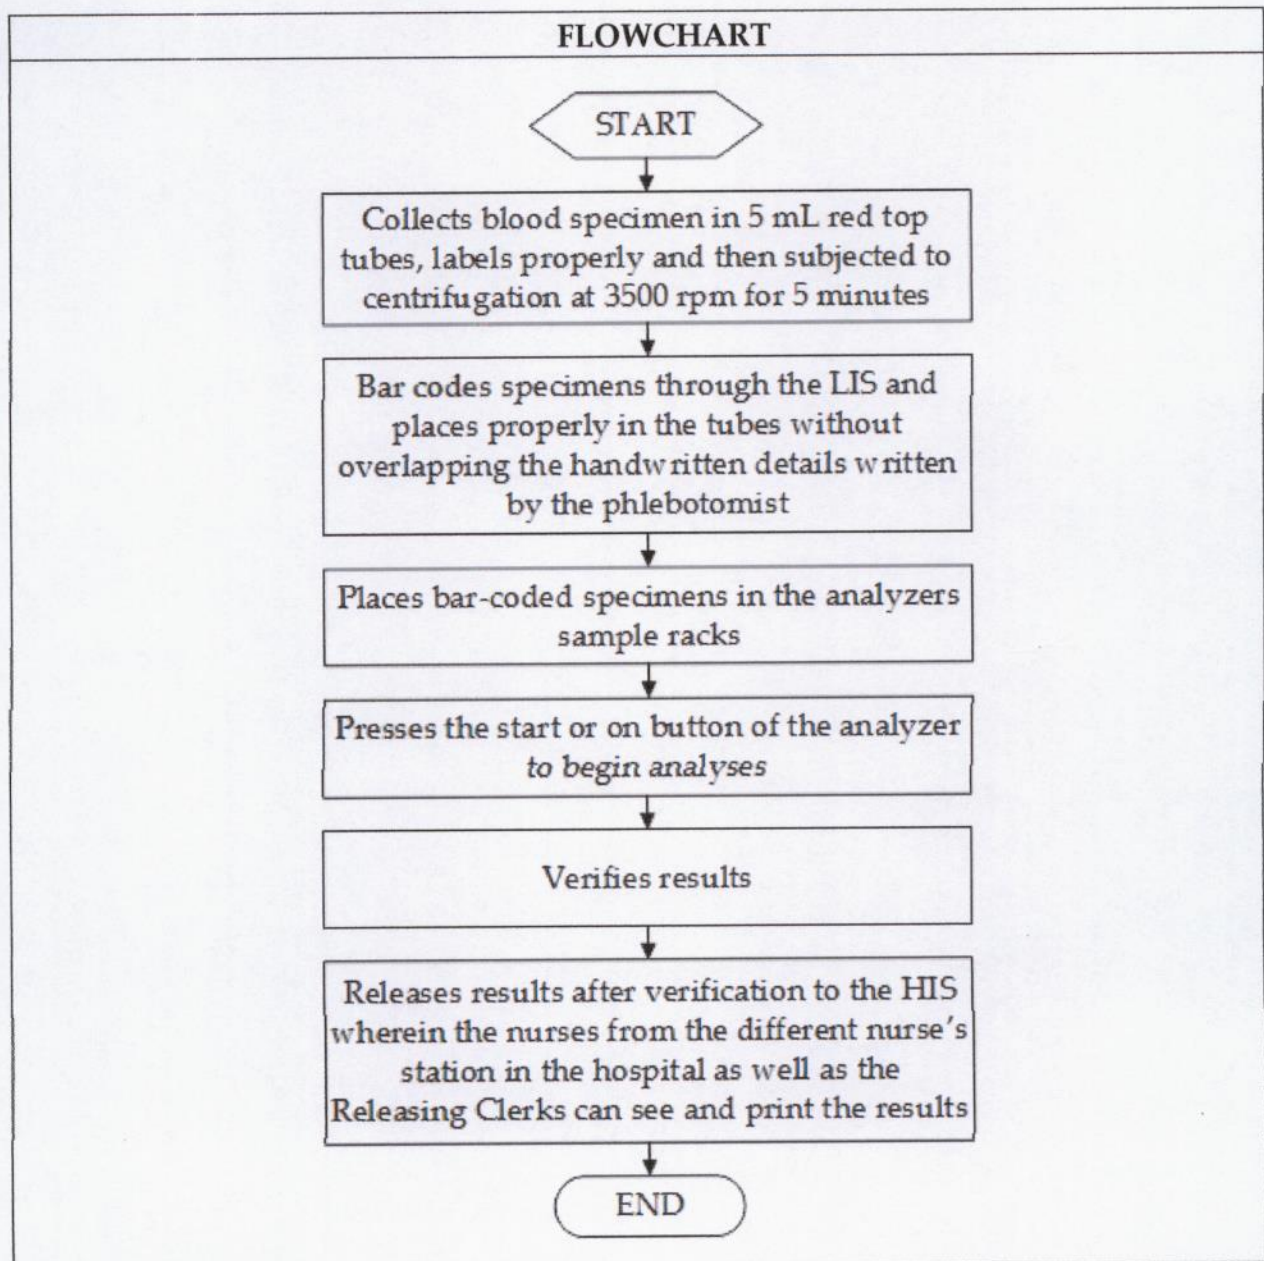 FLOWCHART
START
Collects blood specimen in 5 mL red top
tubes, labels properly and then subjected to
centrifugation at 3500 rpm for 5 minutes
Bar codes specimens through the LIS and
places properly in the tubes without
overlapping the handwritten details written
by the phlebotomist
Places bar-coded specimens in the analyzers
sample racks
Presses the start or on button of the analyzer
to begin analyses
Verifies results
Releases results after verification to the HIS
wherein the nurses from the different nurse's
station in the hospital as well as the
Releasing Clerks can see and print the results
END